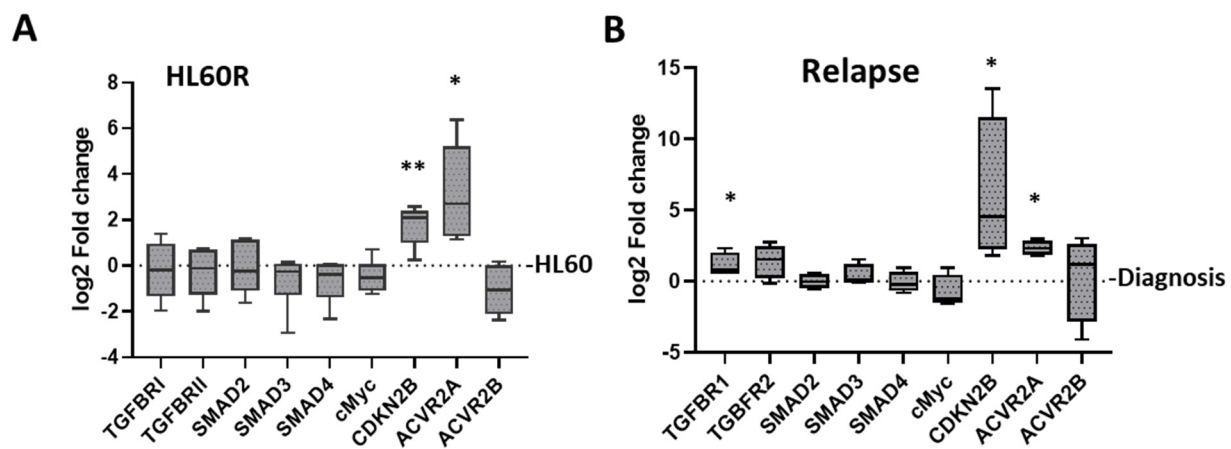 A
HL60R
log2 Fold change
8
6
4
2
0
-2
-4
**
*
HL60
TGFBRI
TGFBRII
SMAD2
SMAD3
SMAD4
cMyc
CDKN2B
ACVR2A
ACVR2B
B
Relapse
log2 Fold change
15
10
5
0
-5
*
*
*
Diagnosis
TGFBR1
TGBFR2
SMAD2
SMAD3
SMAD4
cMyc
CDKN2B
ACVR2A
ACVR2B